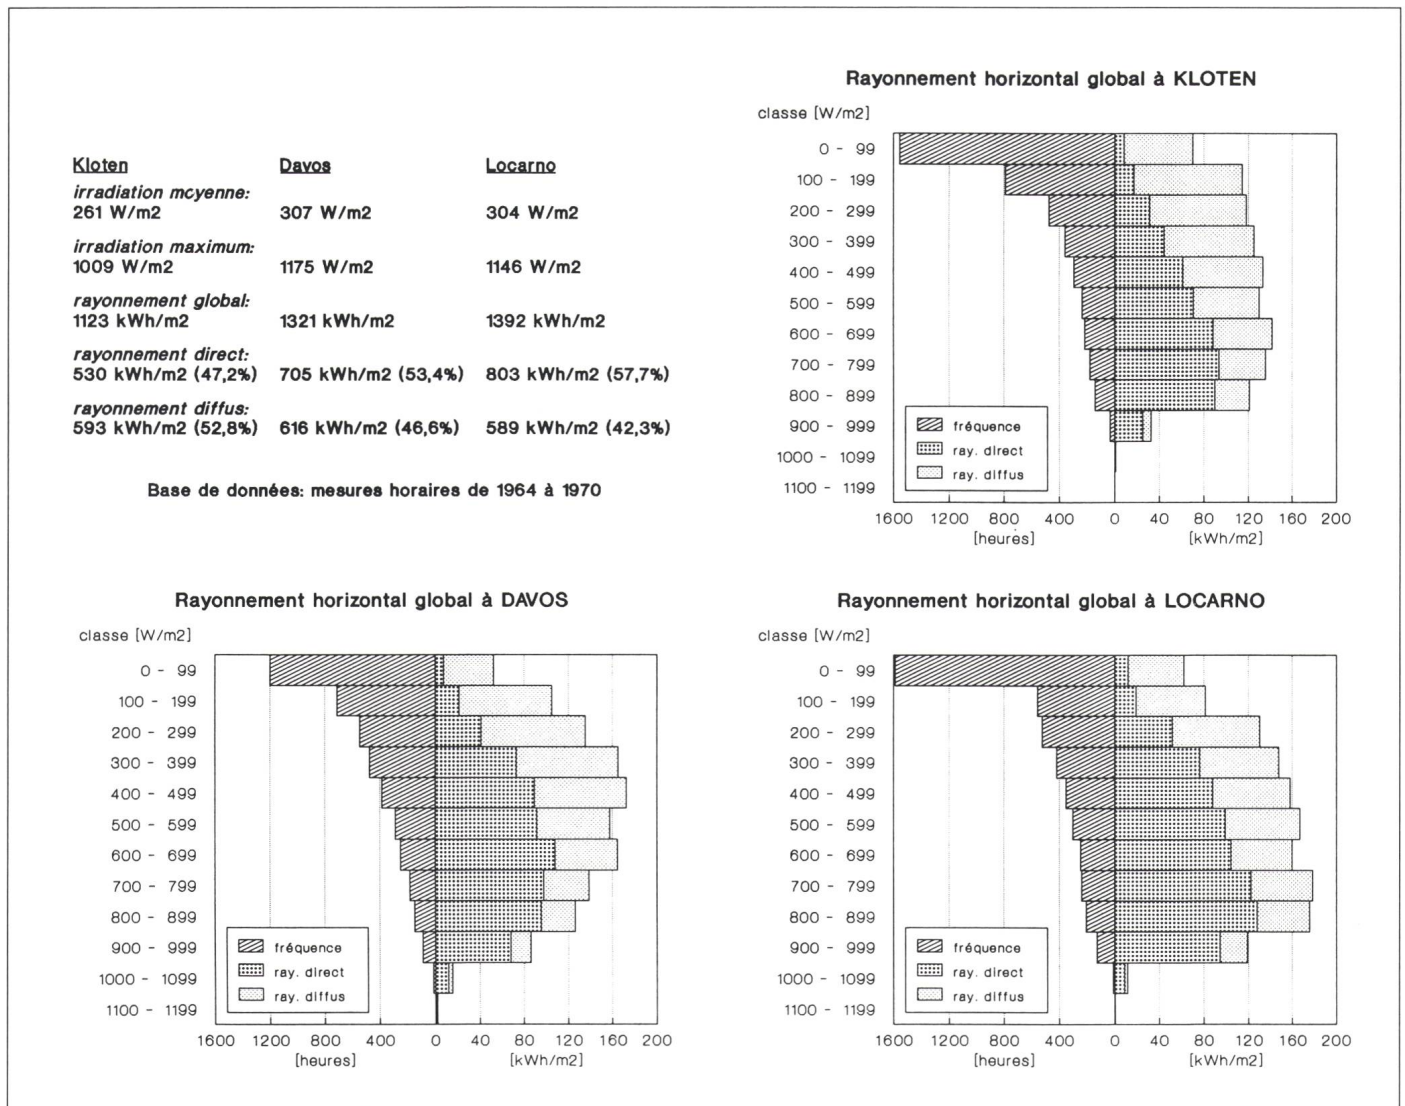 Kloten Davos Locarno
irradiation moyenne:
261 W/m2 307 W/m2 304 W/m2
irradiation maximum:
1009 W/m2 1175 W/m2 1146 W/m2
rayonnement global:
1123 kWh/m2 1321 kWh/m2 1392 kWh/m2
rayonnement direct:
530 kWh/m2 (47,2%) 705 kWh/m2 (53,4%) 803 kWh/m2 (57,7%)
rayonnement diffus:
593 kWh/m2 (52,8%) 616 kWh/m2 (46,6%) 589 kWh/m2 (42,3%)
Base de données: mesures horaires de 1964 à 1970
Rayonnement horizontal global à KLOTEN
classe [W/m2]
0 - 99
100 - 199
200 - 299
300 - 399
400 - 499
500 - 599
600 - 699
700 - 799
800 - 899
900 - 999
1000 - 1099
1100 - 1199
fréquence
ray. direct
ray. diffus
1600 1200 800 400 0 40 80 120 160 200
[heures] [kWh/m2]
Rayonnement horizontal global à DAVOS
classe [W/m2]
0 - 99
100 - 199
200 - 299
300 - 399
400 - 499
500 - 599
600 - 699
700 - 799
800 - 899
900 - 999
1000 - 1099
1100 - 1199
fréquence
ray. direct
ray. diffus
1600 1200 800 400 0 40 80 120 160 200
[heures] [kWh/m2]
Rayonnement horizontal global à LOCARNO
classe [W/m2]
0 - 99
100 - 199
200 - 299
300 - 399
400 - 499
500 - 599
600 - 699
700 - 799
800 - 899
900 - 999
1000 - 1099
1100 - 1199
fréquence
ray. direct
ray. diffus
1600 1200 800 400 0 40 80 120 160 200
[heures] [kWh/m2]